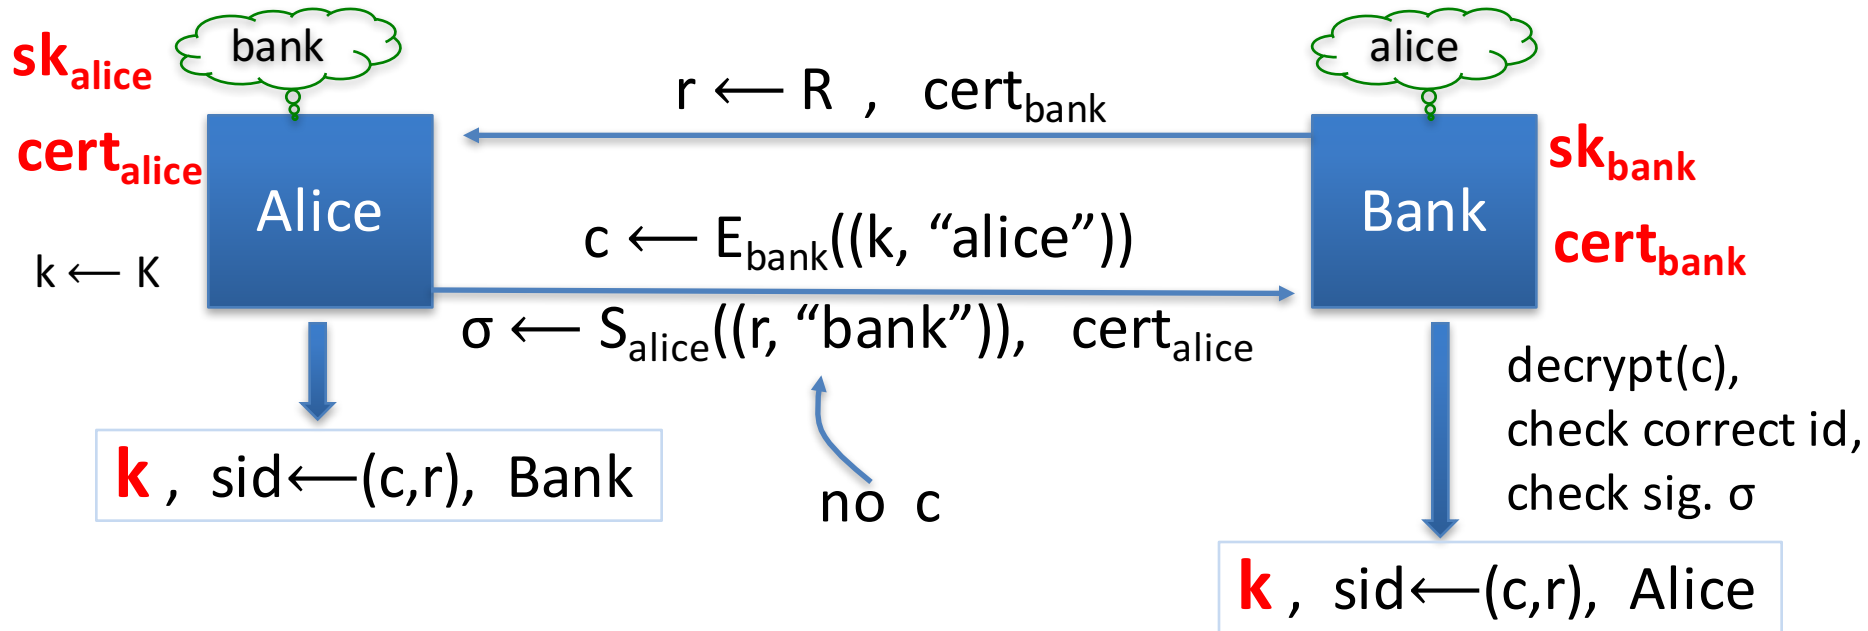 bank
alice
sk_alice
r ⟵ R , cert_bank
cert_alice
Alice
Bank
sk_bank
c ⟵ E_bank((k, “alice”))
cert_bank
k ⟵ K
σ ⟵ S_alice((r, “bank”)), cert_alice
decrypt(c),
check correct id,
check sig. σ
k , sid⟵(c,r), Bank
no c
k , sid⟵(c,r), Alice